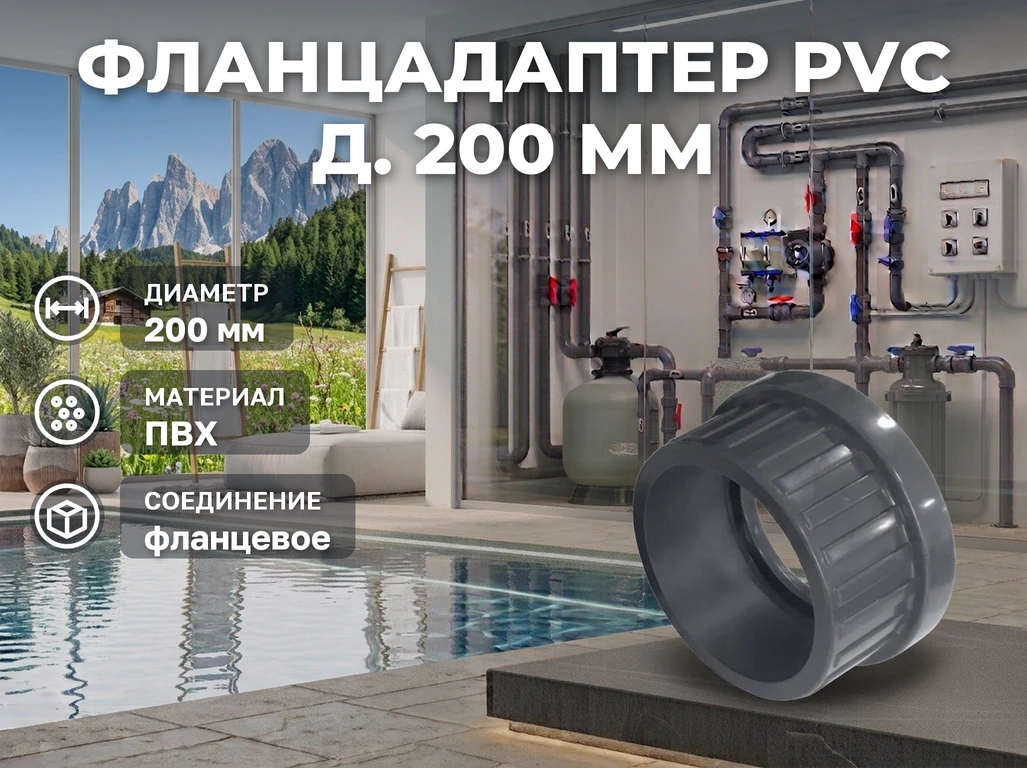 ФЛАНЦАДАПТЕР PVC
Д. 200 ММ
ДИАМЕТР
200 мм
МАТЕРИАЛ
ПВХ
СОЕДИНЕНИЕ
фланцевое